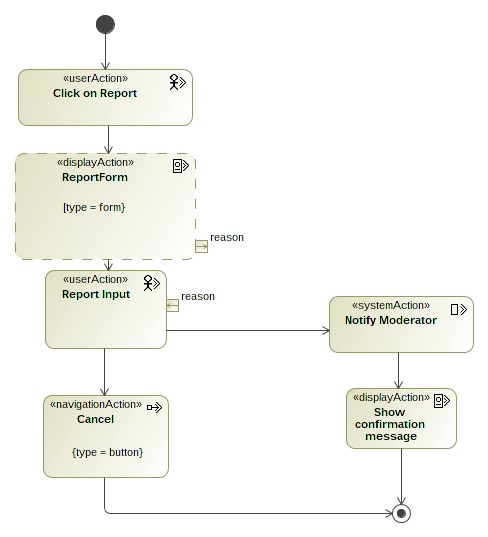 «userAction»
Click on Report
«displayAction»
ReportForm
[type = form}
reason
«userAction»
Report Input
reason
«systemAction»
Notify Moderator
«navigationAction»
Cancel
{type = button}
«displayAction»
Show
confirmation
message